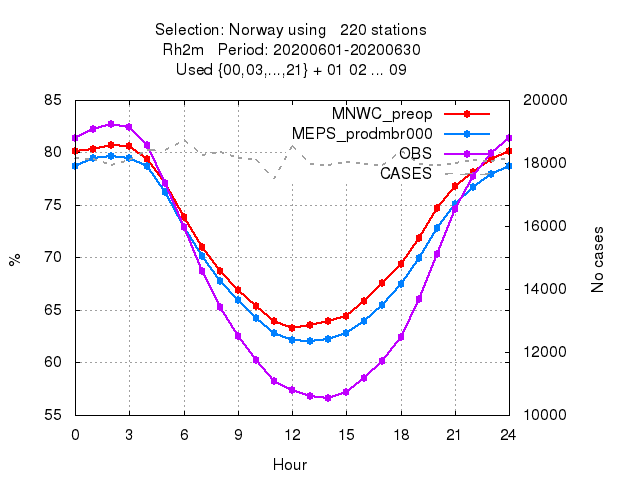 Selection: Norway using   220 stations
Rh2m   Period: 20200601-20200630
Used {00,03,...,21} + 01 02 ... 09
85 20000
MNWC_preop
MEPS_prodmbr000
OBS
CASES
80 18000
75
16000
70
%
No cases
14000
65
60 12000
55 10000
0 3 6 9 12 15 18 21 24
Hour